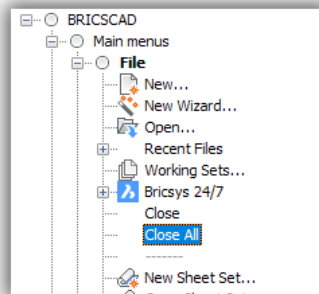 BRICSCAD
Main menus
File
New...
New Wizard...
Open...
Recent Files
Working Sets...
Bricsys 24/7
Close
Close All
-------
New Sheet Set...